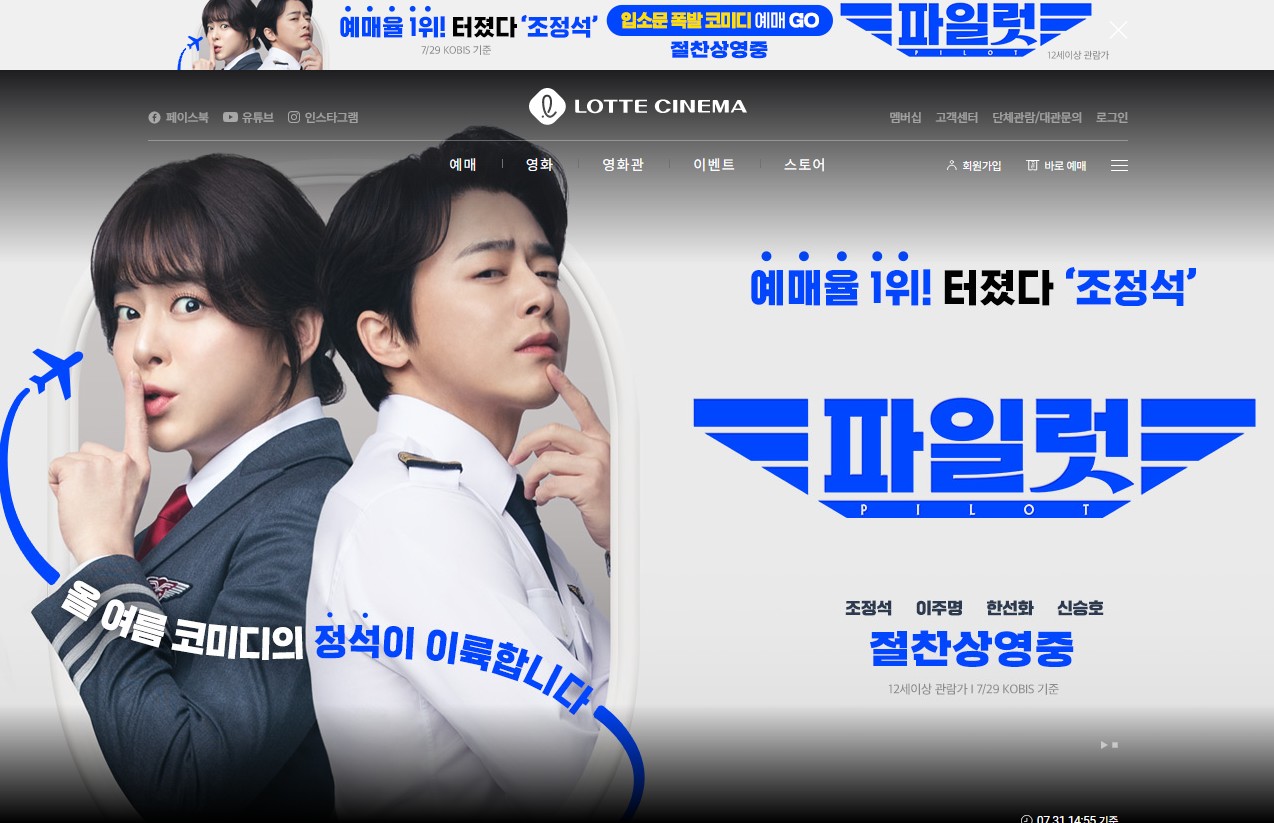 예매율 1위! 터졌다 ‘조정석’
7/29 KOBIS 기준
입소문 폭발 코미디 예매 GO
절찬상영중
파일럿
PILOT
12세이상 관람가
페이스북 유튜브 인스타그램
LOTTE CINEMA
멤버십 고객센터 단체관람/대관문의 로그인
예매 영화 영화관 이벤트 스토어
회원가입 바로 예매
예매율 1위! 터졌다 ‘조정석’
파일럿
PILOT
올 여름 코미디의 정석이 이륙합니다
조정석 이주명 한선화 신승호
절찬상영중
12세이상 관람가 I 7/29 KOBIS 기준
07.31 14:55 기준